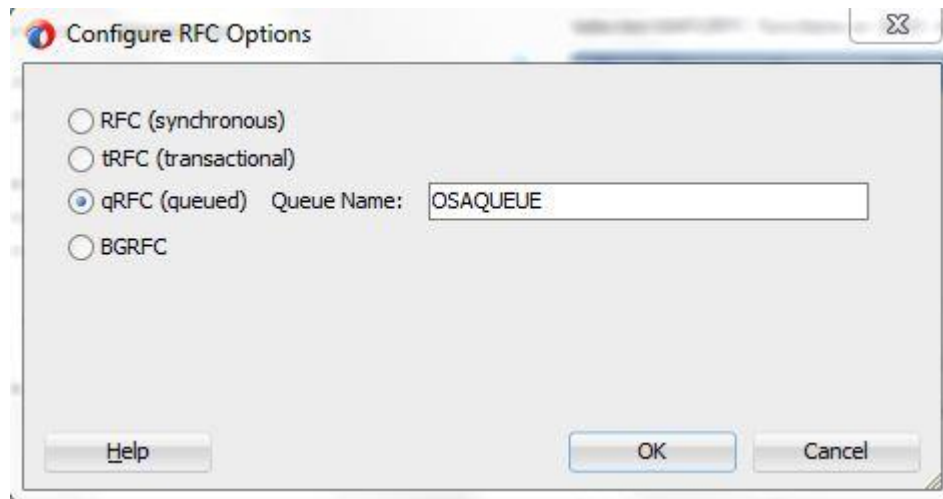 Configure RFC Options
RFC (synchronous)
tRFC (transactional)
qRFC (queued) Queue Name: OSAQUEUE
BGRFC
Help OK Cancel